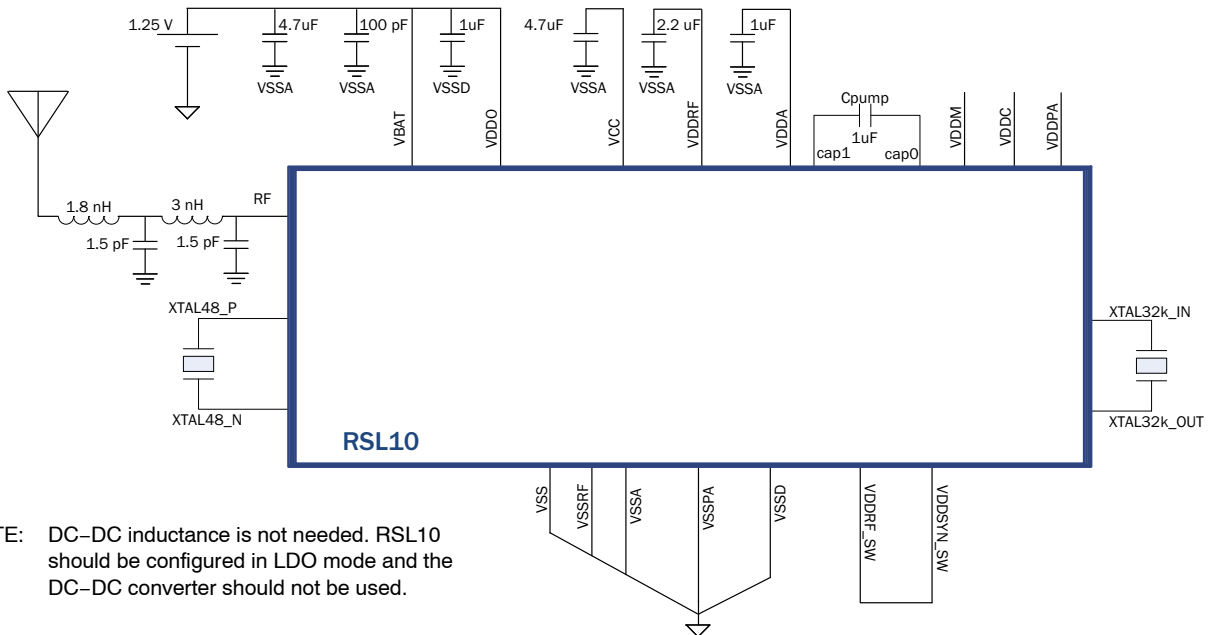 1.25 V
4.7uF
100 pF
1uF
4.7uF
2.2 uF
1uF
VSSA
VSSA
VSSD
VSSA
VSSA
VSSA
VBAT
VDDO
VCC
VDDRF
VDDA
Cpump
1uF
cap1
cap0
VDDM
VDDC
VDDPA
1.8 nH
3 nH
RF
1.5 pF
1.5 pF
XTAL48_P
XTAL48_N
XTAL32k_IN
XTAL32k_OUT
RSL10
VSS
VSSRF
VSSA
VSSPA
VSSD
VDDRF_SW
VDDSYN_SW
TE: DC−DC inductance is not needed. RSL10
should be configured in LDO mode and the
DC−DC converter should not be used.